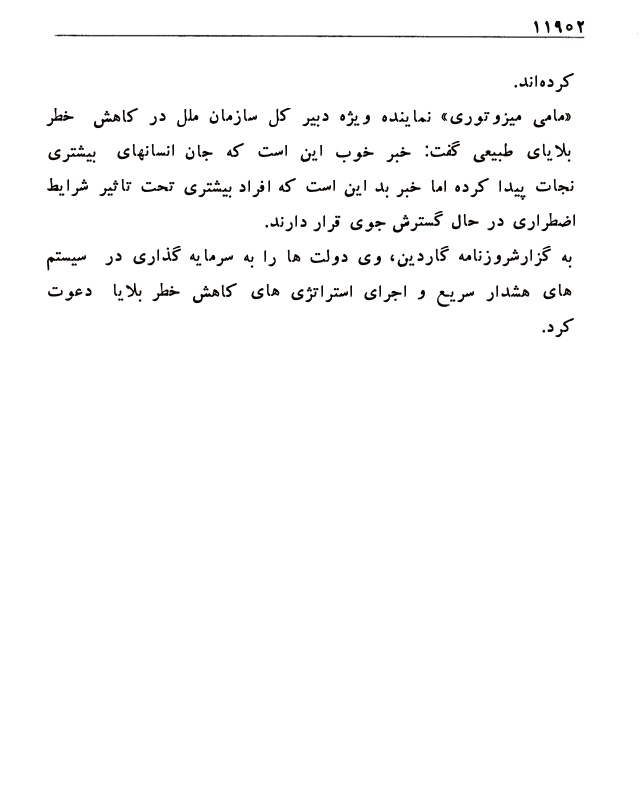 ۱۱۹۰۲
کرده‌اند.
«مامی میزوتوری» نماینده ویژه دبیر کل سازمان ملل در کاهش خطر
بلایای طبیعی گفت: خبر خوب این است که جان انسانهای بیشتری
نجات پیدا کرده اما خبر بد این است که افراد بیشتری تحت تاثیر شرایط
اضطراری در حال گسترش جوی قرار دارند.
به گزارشروزنامه گاردین، وی دولت ها را به سرمایه گذاری در سیستم
های هشدار سریع و اجرای استراتژی های کاهش خطر بلایا دعوت
کرد.